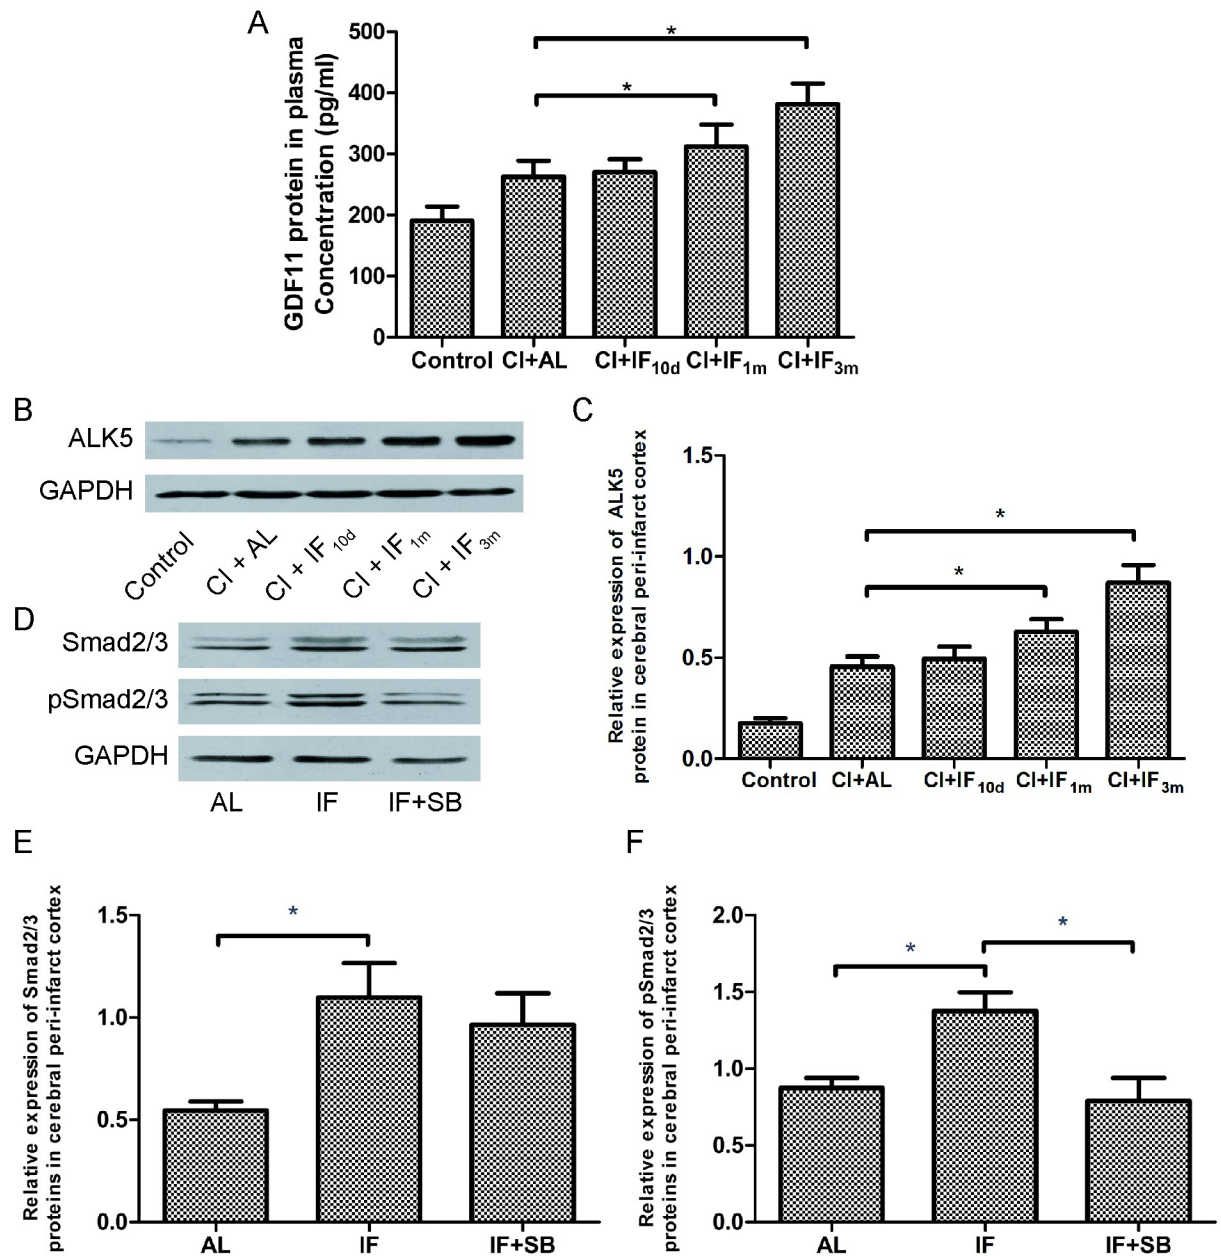 A
GDF11 protein in plasma
Concentration (pg/ml)
500
400
300
200
100
0
*
*
Control CI+AL CI+IF10d CI+IF1m CI+IF3m
B
ALK5
GAPDH
Control
CI + AL
CI + IF 10d
CI + IF 1m
CI + IF 3m
C
Relative expression of ALK5
protein in cerebral peri-infarct cortex
1.5
1.0
0.5
0.0
*
*
Control CI+AL CI+IF10d CI+IF1m CI+IF3m
D
Smad2/3
pSmad2/3
GAPDH
AL IF IF+SB
E
Relative expression of Smad2/3
proteins in cerebral peri-infarct cortex
1.5
1.0
0.5
0.0
*
AL IF IF+SB
F
Relative expression of pSmad2/3
proteins in cerebral peri-infarct cortex
2.0
1.5
1.0
0.5
0.0
*
*
AL IF IF+SB